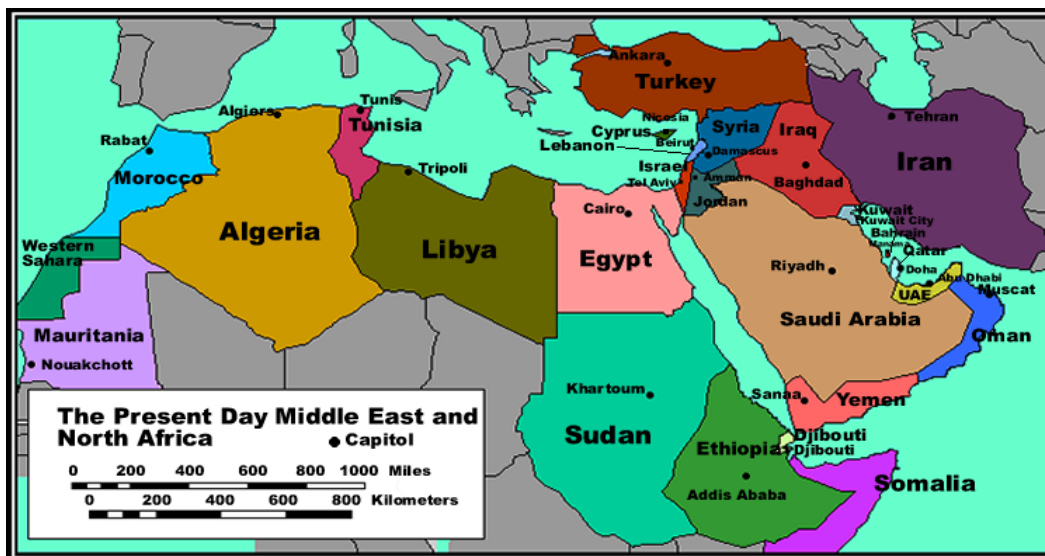 Ankara
Turkey
Tunis
Algiers
Tunisia
Nicosia
Cyprus
Syria
Iraq
Tehran
Rabat
Beirut
Lebanon
Damascus
Iran
Morocco
Tripoli
Israel
Amman
Baghdad
Tel Aviv
Jordan
Cairo
Kuwait
Kuwait City
Algeria
Libya
Egypt
Bahrain
Manama
Qatar
Western
Sahara
Riyadh
Doha
Abu Dhabi
UAE
Muscat
Saudi Arabia
Oman
Mauritania
Nouakchott
Khartoum
Sanaa
Yemen
Sudan
Ethiopia
Djibouti
Djibouti
Addis Ababa
Somalia
The Present Day Middle East and
North Africa
Capitol
0 200 400 600 800 1000 Miles
0 200 400 600 800 Kilometers